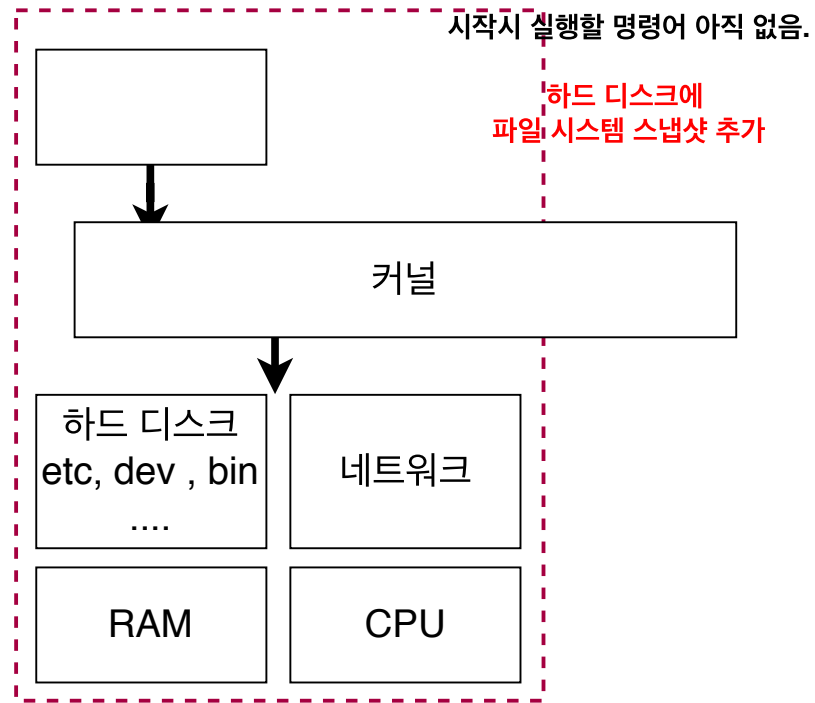 시작시 실행할 명령어 아직 없음.
하드 디스크에
파일 시스템 스냅샷 추가
커널
하드 디스크
etc, dev , bin
....
네트워크
RAM
CPU